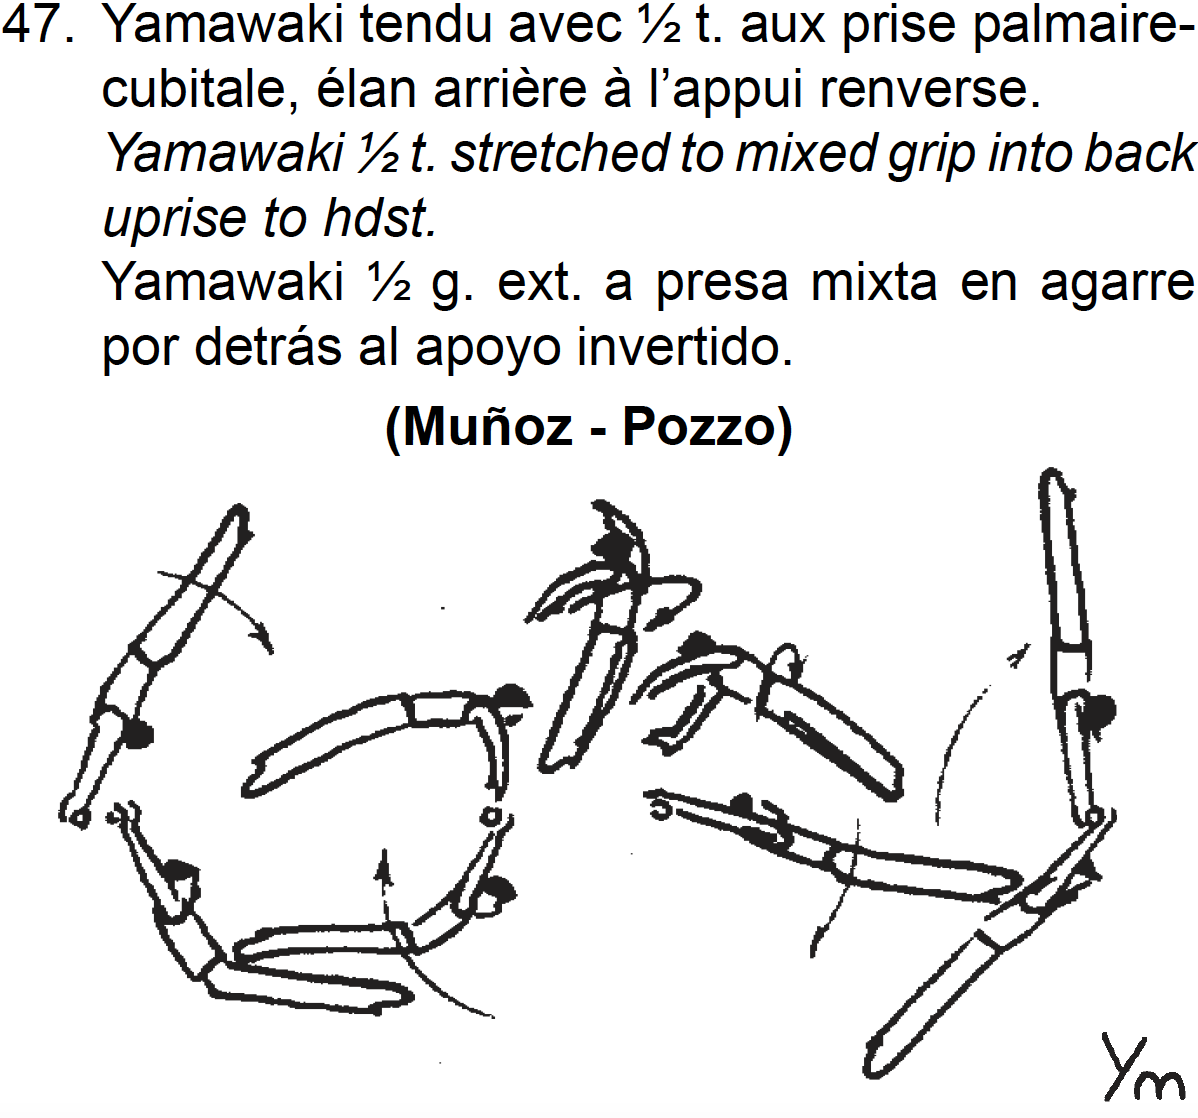 47. Yamawaki tendu avec ½ t. aux prise palmaire-
cubitale, élan arrière à l’appui renverse.
Yamawaki ½ t. stretched to mixed grip into back
uprise to hdst.
Yamawaki ½ g. ext. a presa mixta en agarre
por detrás al apoyo invertido.
(Muñoz - Pozzo)
Ym